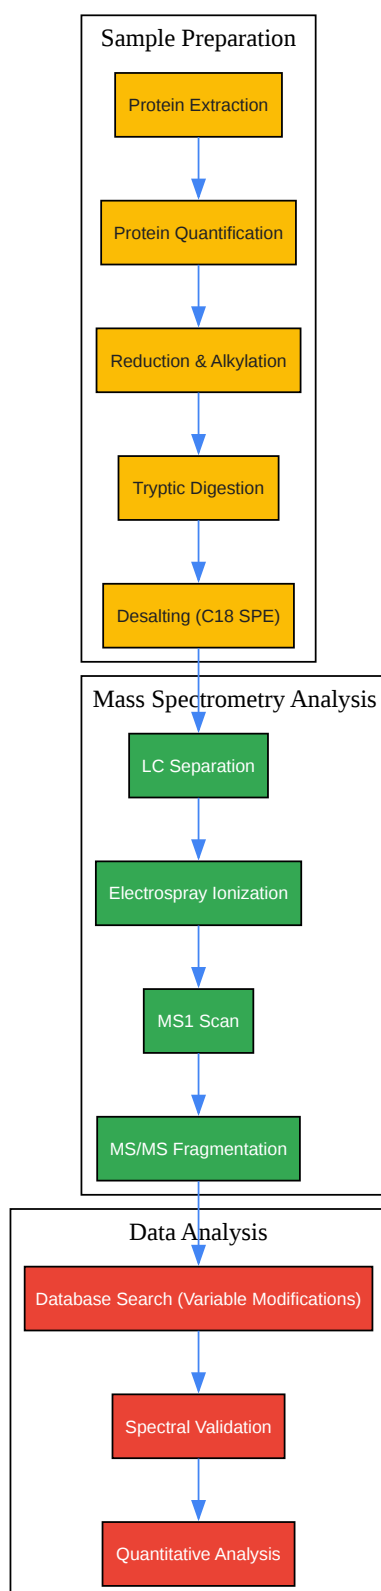 Sample Preparation
Protein Extraction
Protein Quantification
Reduction & Alkylation
Tryptic Digestion
Desalting (C18 SPE)
Mass Spectrometry Analysis
LC Separation
Electrospray Ionization
MS1 Scan
MS/MS Fragmentation
Data Analysis
Database Search (Variable Modifications)
Spectral Validation
Quantitative Analysis